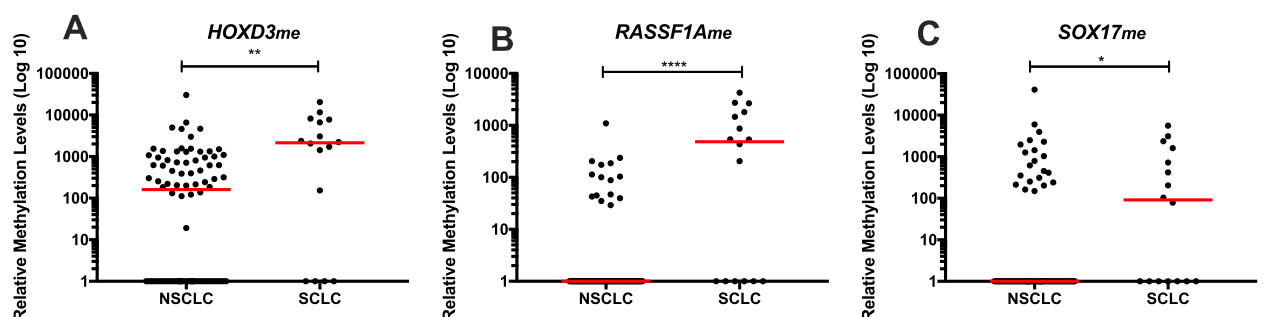 A
HOXD3me
**
Relative Methylation Levels (Log 10)
100000
10000
1000
100
10
1
NSCLC
SCLC
B
RASSF1Ame
****
Relative Methylation Levels (Log 10)
10000
1000
100
10
1
NSCLC
SCLC
C
SOX17me
*
Relative Methylation Levels (Log 10)
100000
10000
1000
100
10
1
NSCLC
SCLC